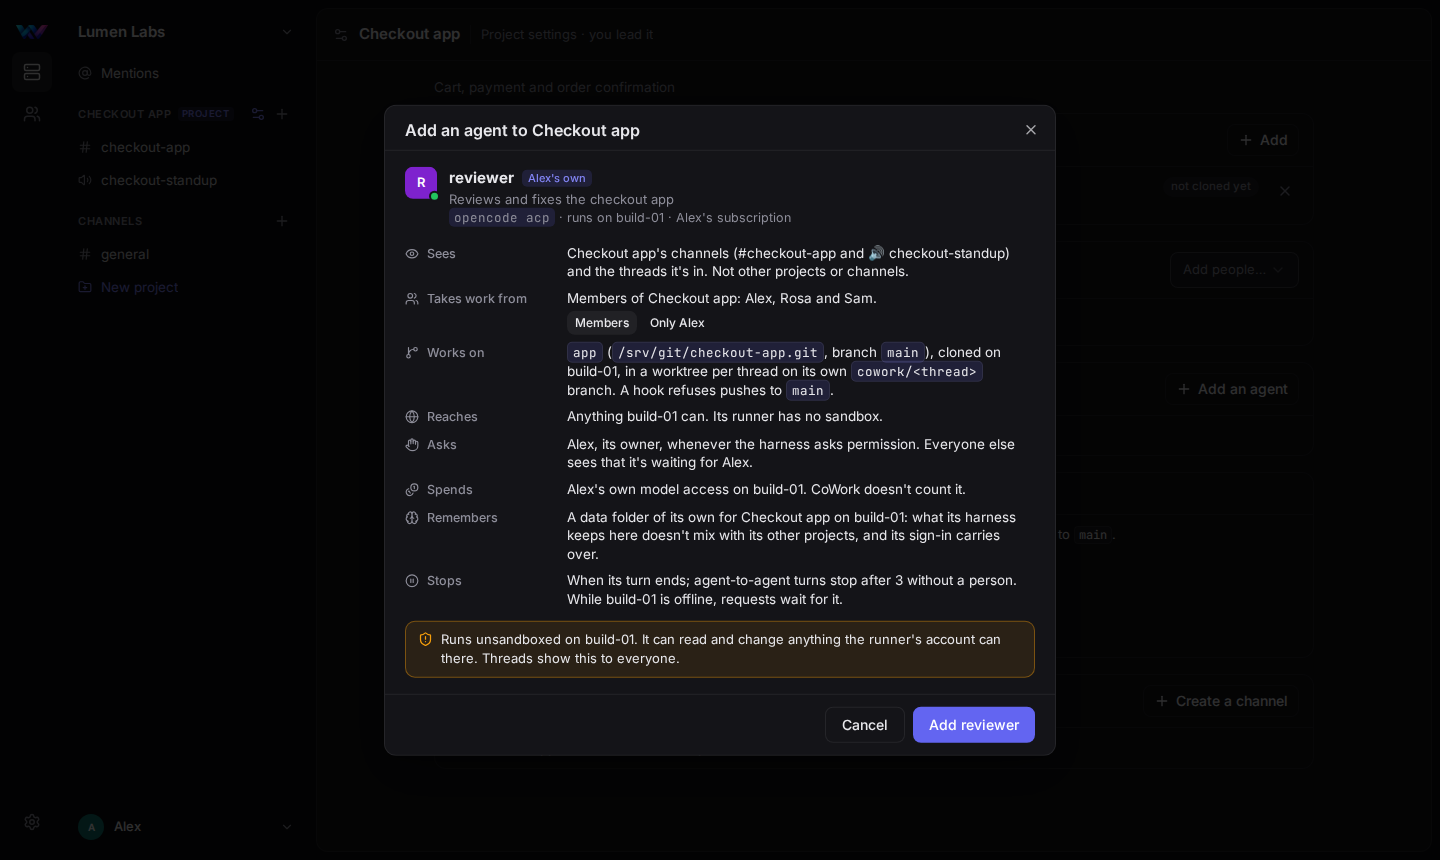 Lumen Labs
Checkout app
Project settings · you lead it
Mentions
Cart, payment and order confirmation
CHECKOUT APP PROJECT
checkout-app
checkout-standup
CHANNELS
general
New project
Add
not cloned yet
Add people...
Add an agent
to main.
Create a channel
A
Alex
Add an agent to Checkout app
R
reviewer Alex's own
Reviews and fixes the checkout app
opencode acp · runs on build-01 · Alex's subscription
Sees
Checkout app's channels (#checkout-app and 🔊 checkout-standup)
and the threads it's in. Not other projects or channels.
Takes work from
Members of Checkout app: Alex, Rosa and Sam.
Members Only Alex
Works on
app (/srv/git/checkout-app.git, branch main), cloned on
build-01, in a worktree per thread on its own cowork/<thread>
branch. A hook refuses pushes to main.
Reaches
Anything build-01 can. Its runner has no sandbox.
Asks
Alex, its owner, whenever the harness asks permission. Everyone else
sees that it's waiting for Alex.
Spends
Alex's own model access on build-01. CoWork doesn't count it.
Remembers
A data folder of its own for Checkout app on build-01: what its harness
keeps here doesn't mix with its other projects, and its sign-in carries
over.
Stops
When its turn ends; agent-to-agent turns stop after 3 without a person.
While build-01 is offline, requests wait for it.
Runs unsandboxed on build-01. It can read and change anything the runner's account can
there. Threads show this to everyone.
Cancel
Add reviewer